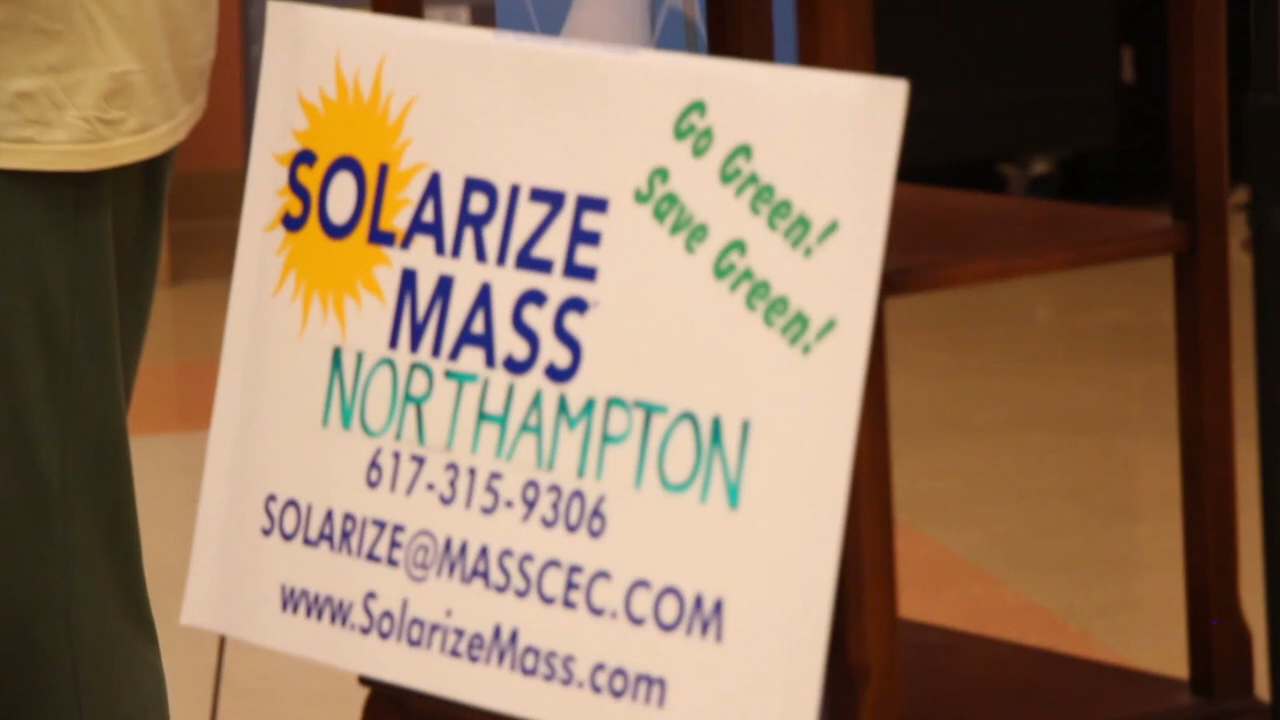 SOLARIZE
MASS
NORTHAMPTON
617-315-9306
SOLARIZE@MASSCEC.COM
www.SolarizeMass.com
Go Green!
Save Green!